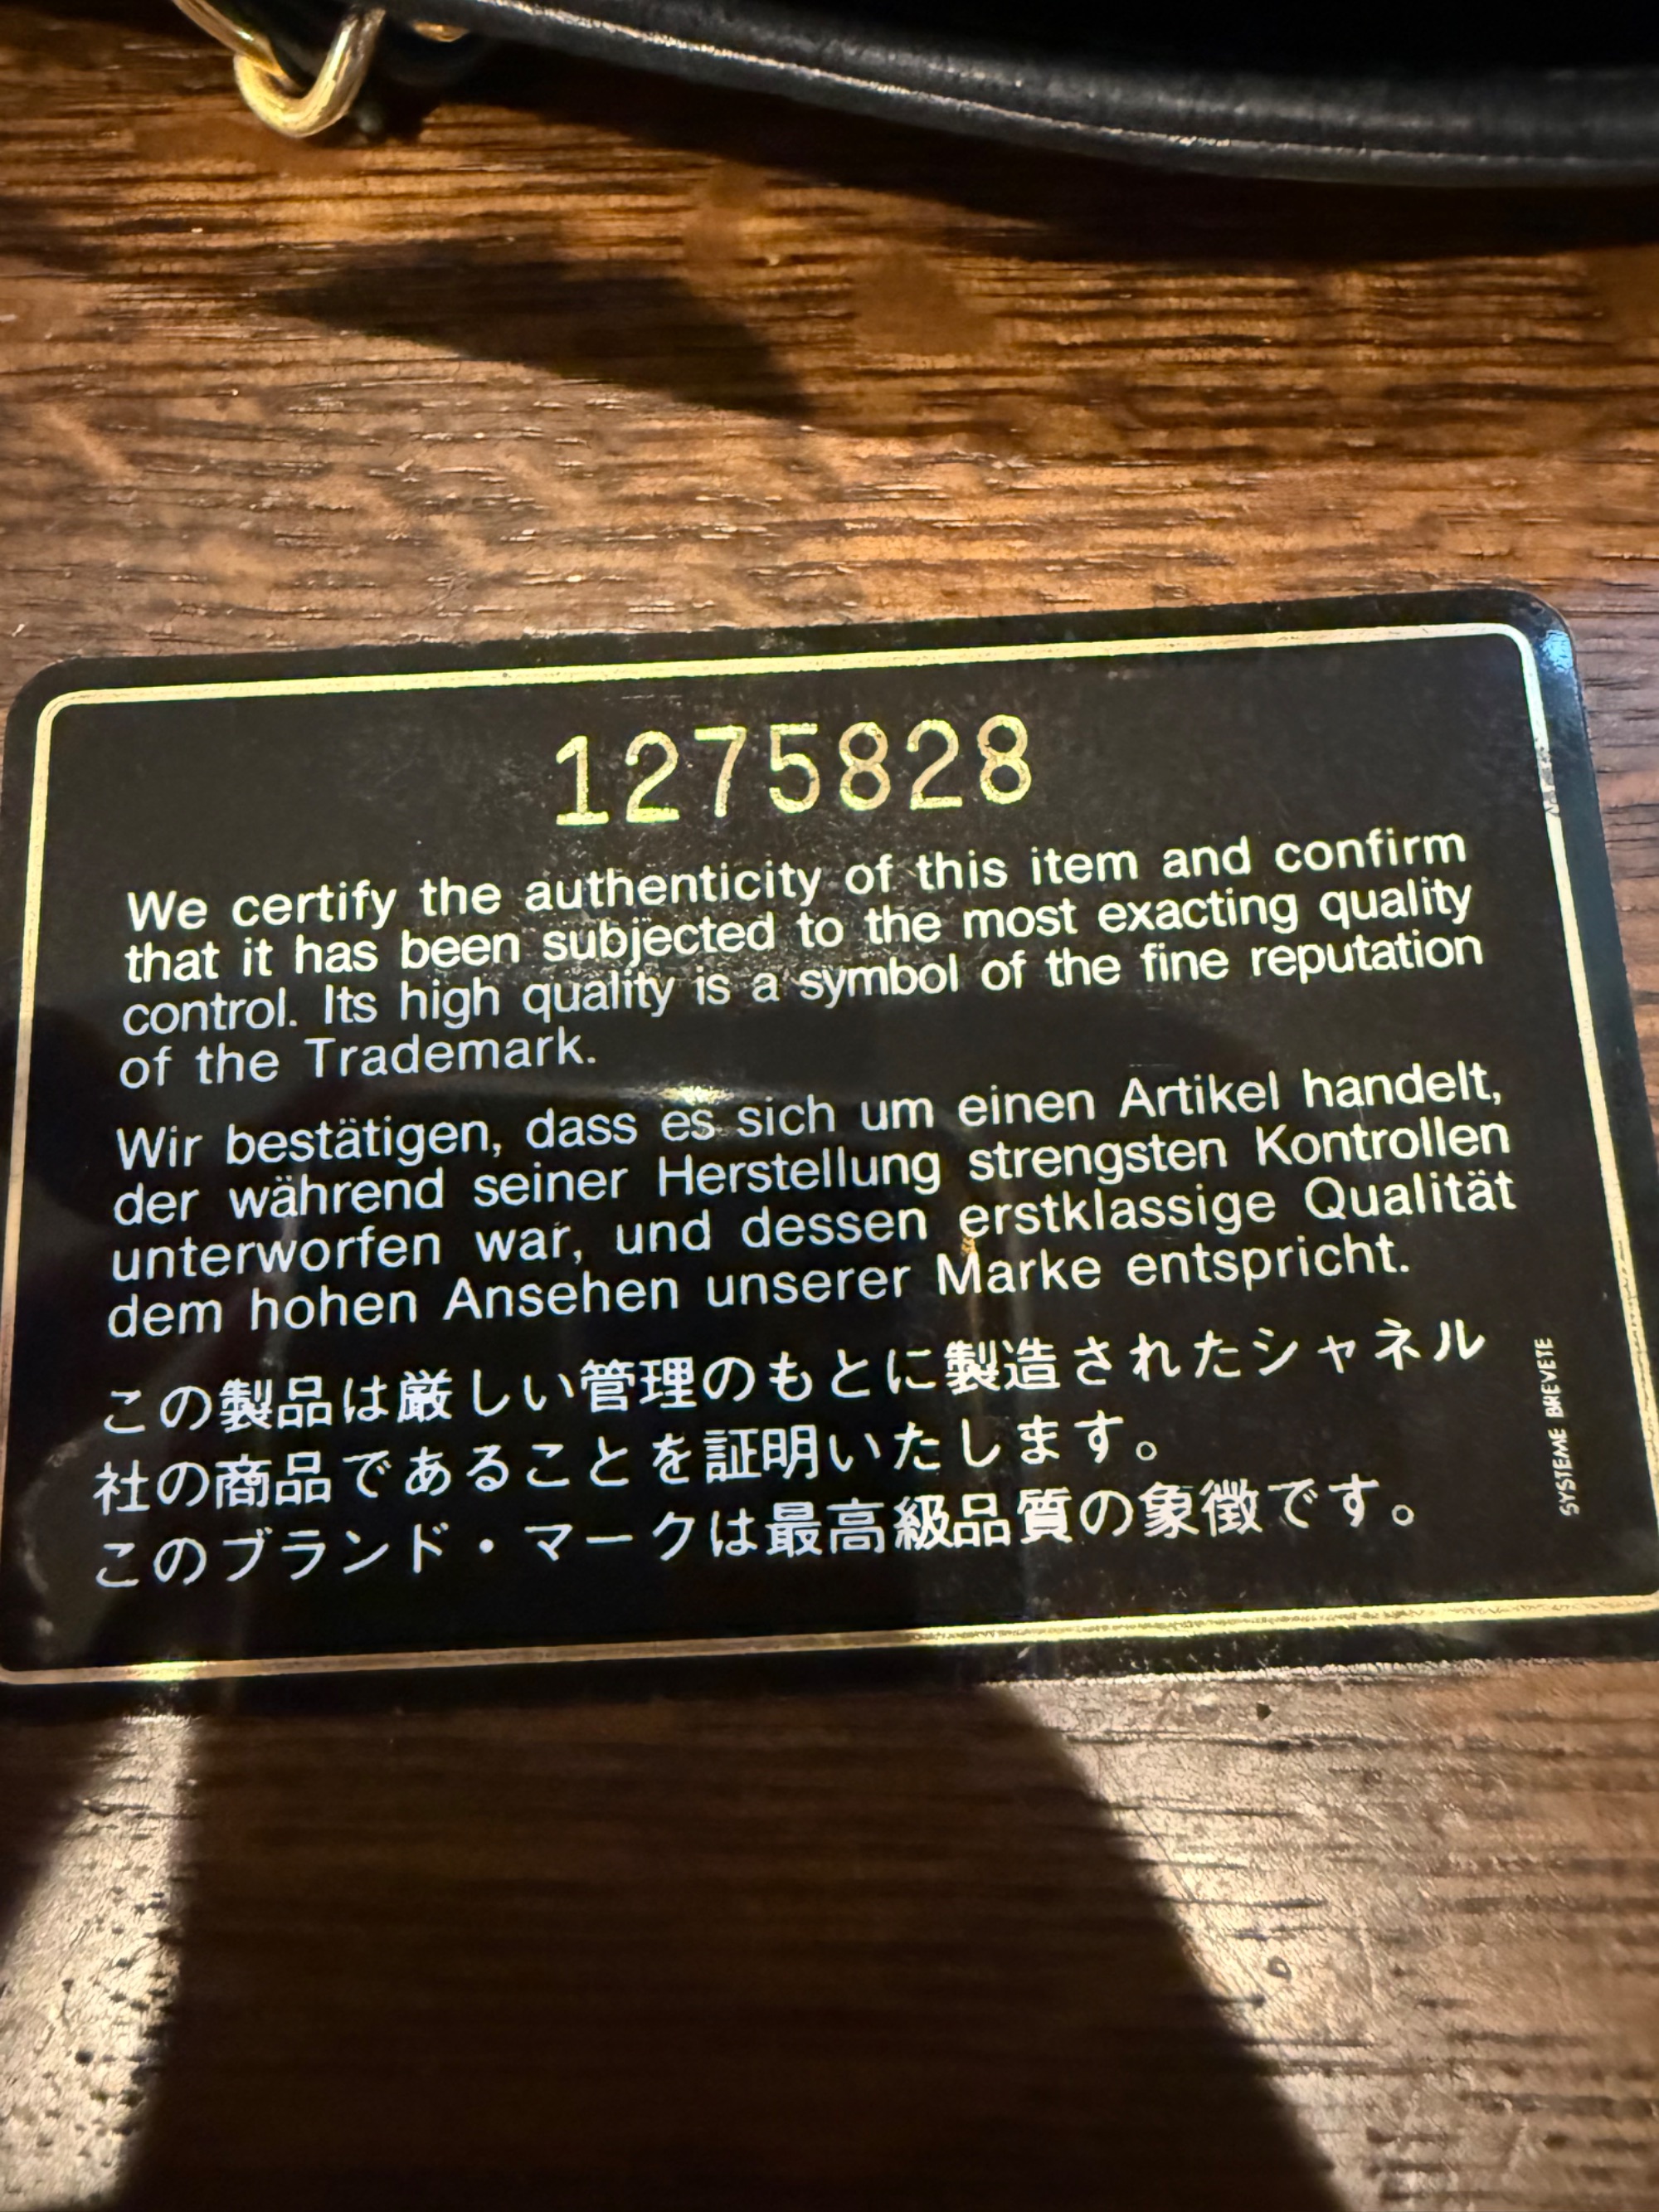 1275828
We certify the authenticity of this item and confirm
that it has been subjected to the most exacting quality
control. Its high quality is a symbol of the fine reputation
of the Trademark.
Wir bestätigen, dass es sich um einen Artikel handelt,
der während seiner Herstellung strengsten Kontrollen
unterworfen war, und dessen erstklassige Qualität
dem hohen Ansehen unserer Marke entspricht.
この製品は厳しい管理のもとに製造されたシャネル
社の商品であることを証明いたします。
このブランド・マークは最高級品質の象徴です。
SYSTEME BREVETE